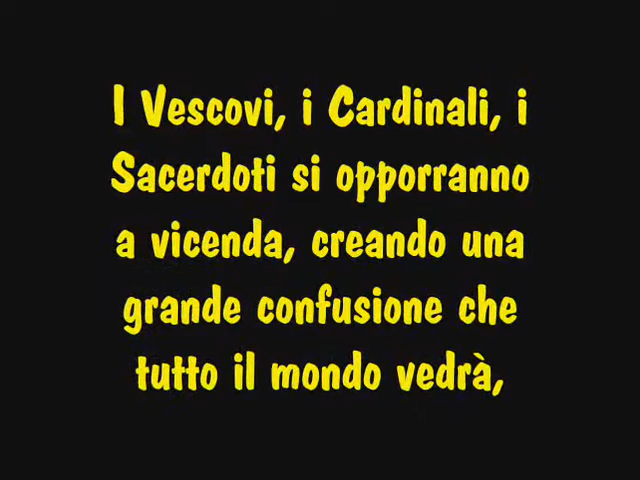 I Vescovi, i Cardinali, i
Sacerdoti si opporranno
a vicenda, creando una
grande confusione che
tutto il mondo vedrà,